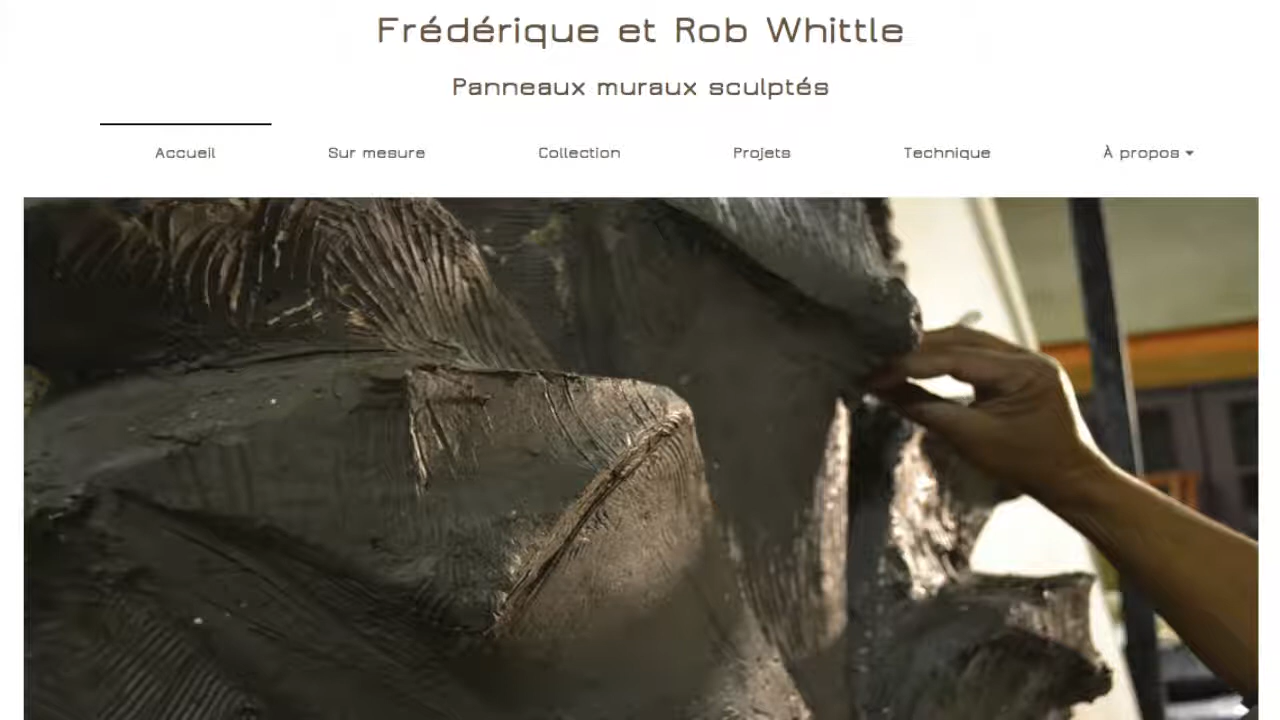 Frédérique et Rob Whittle
Panneaux muraux sculptés
Accueil Sur mesure Collection Projets Technique À propos